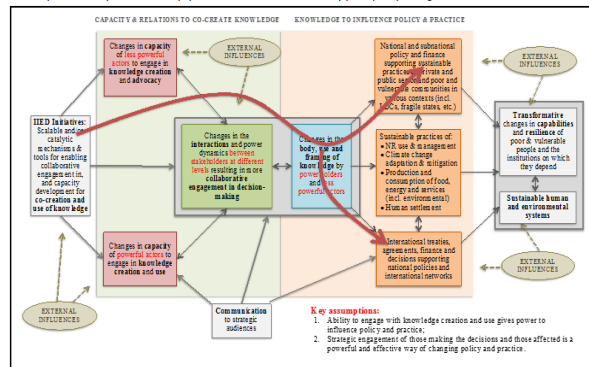 CAPACITY & RELATIONS TO CO-CREATE KNOWLEDGE
KNOWLEDGE TO INFLUENCE POLICY & PRACTICE
Changes in capacity
of less powerful
actors to engage in
knowledge creation
and advocacy
EXTERNAL
INFLUENCES
National and subnational
policy and finance
supporting sustainable
practices private and
public sector and poor and
vulnerable communities in
various contexts (incl.
LDCs, fragile states, etc.)
EXTERNAL
INFLUENCES
IIED Initiatives:
Scalable and/or
catalytic
mechanisms &
tools for enabling
collaborative
engagement in,
and capacity
development for
co-creation and
use of knowledge
Changes in the
interactions and power
dynamics between
stakeholders at different
levels resulting in more
collaborative
engagement in decision-
making
Changes in the
body, use and
framing of
knowledge by
power holders
and less
powerful actors
Sustainable practices of:
• NR use & management
• Climate change
adaptation & mitigation
• Production and
consumption of food,
energy and services
(incl. environmental)
• Human settlement
Transformative
changes in capabilities
and resilience of
poor & vulnerable
people and the
institutions on which
they depend
Sustainable human
and environmental
systems
Changes in capacity
of powerful actors to
engage in knowledge
creation and use
International treaties,
agreements, finance and
decisions supporting
national policies and
international networks
EXTERNAL
INFLUENCES
EXTERNAL
INFLUENCES
Communication
to strategic
audiences
Key assumptions:
1. Ability to engage with knowledge creation and use gives power to
influence policy and practice;
2. Strategic engagement of those making the decisions and those affected is a
powerful and effective way of changing policy and practice.